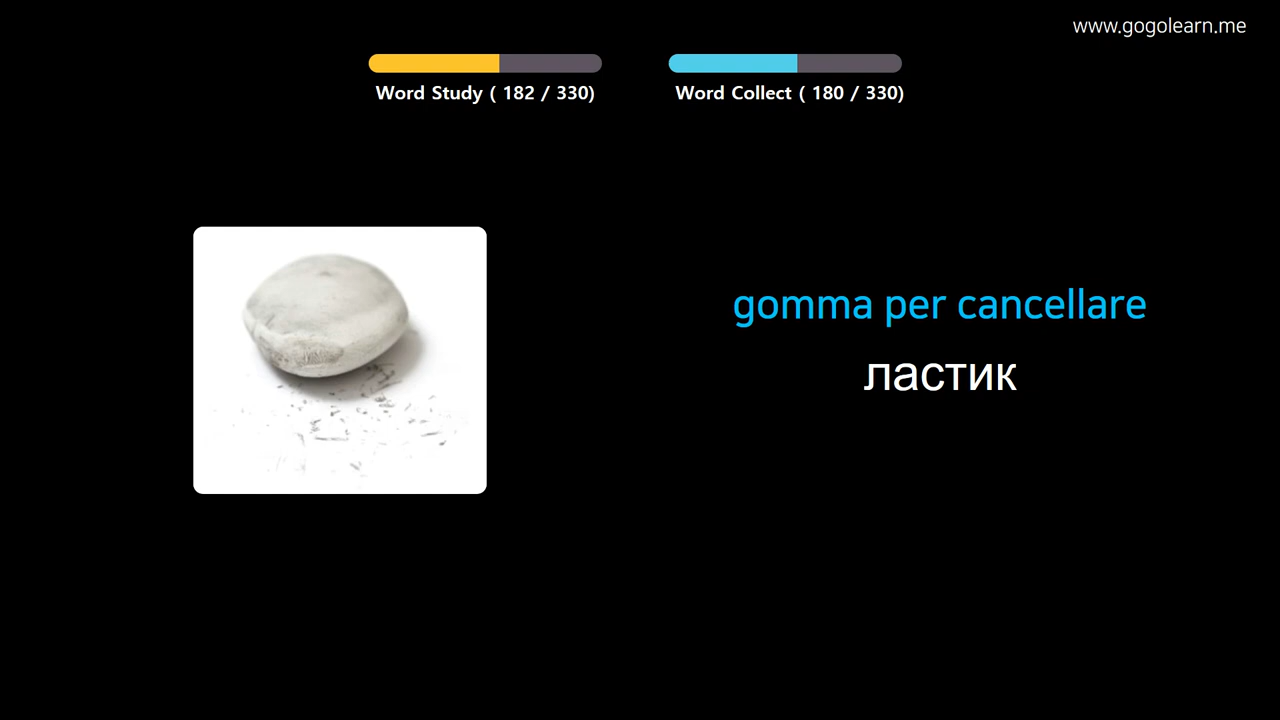 www.gogolearn.me
Word Study ( 182 / 330)
Word Collect ( 180 / 330)
gomma per cancellare
ластик